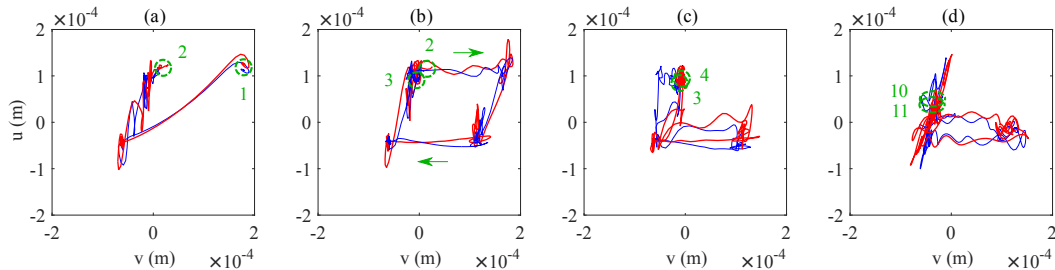 (a) (b) (c) (d)
×10⁻⁴ ×10⁻⁴ ×10⁻⁴ ×10⁻⁴
2 2 2 2
2 2 4 10
1 1 1 1
1 3 3 11
0 0 0 0
-1 -1 -1 -1
-2 -2 -2 -2
-2 0 2 -2 0 2 -2 0 2 -2 0 2
u (m)
v (m) ×10⁻⁴ v (m) ×10⁻⁴ v (m) ×10⁻⁴ v (m) ×10⁻⁴